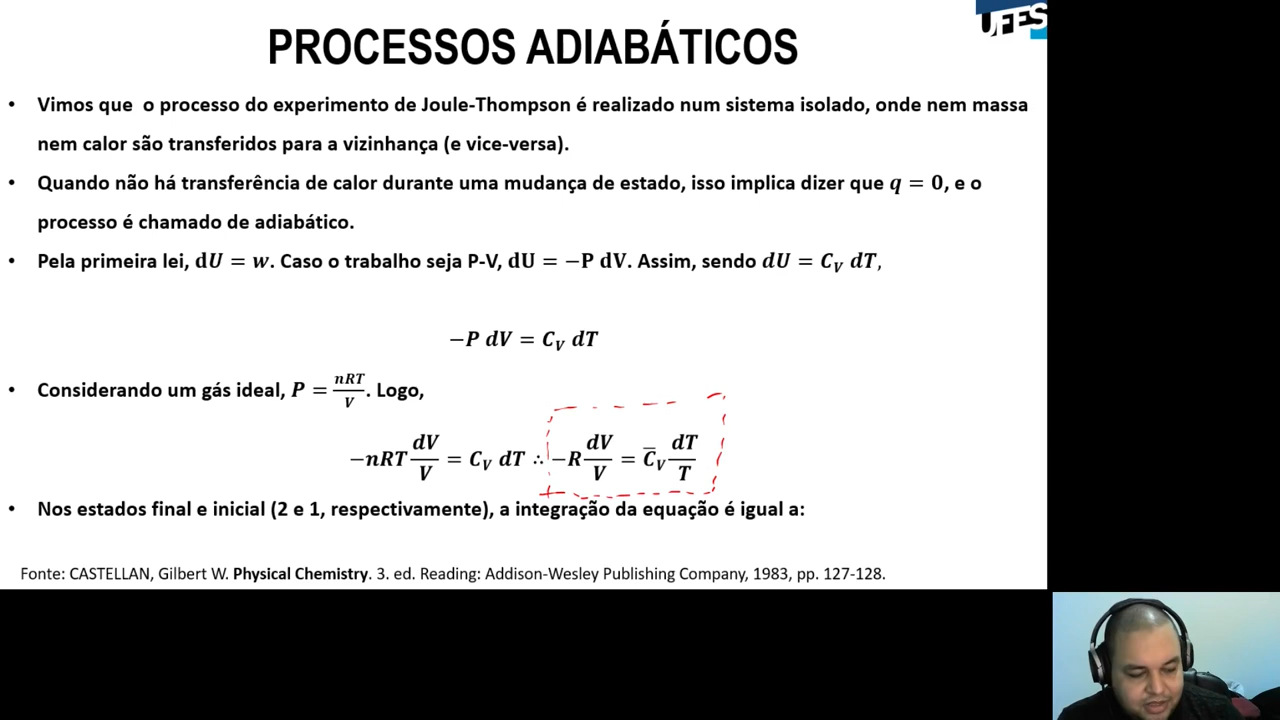 UFES
PROCESSOS ADIABÁTICOS
• Vimos que o processo do experimento de Joule-Thompson é realizado num sistema isolado, onde nem massa
nem calor são transferidos para a vizinhança (e vice-versa).
• Quando não há transferência de calor durante uma mudança de estado, isso implica dizer que q = 0, e o
processo é chamado de adiabático.
• Pela primeira lei, dU = w. Caso o trabalho seja P-V, dU = −P dV. Assim, sendo dU = C_V dT,
−P dV = C_V dT
• Considerando um gás ideal, P = nRT/V. Logo,
−nRT dV/V = C_V dT ∴ −R dV/V = C̅_V dT/T
• Nos estados final e inicial (2 e 1, respectivamente), a integração da equação é igual a:
Fonte: CASTELLAN, Gilbert W. Physical Chemistry. 3. ed. Reading: Addison-Wesley Publishing Company, 1983, pp. 127-128.